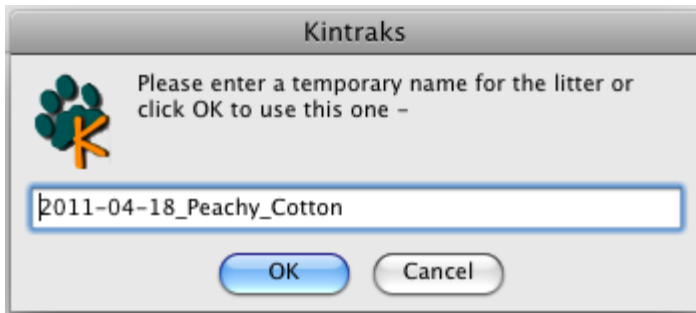 Kintraks
Please enter a temporary name for the litter or
click OK to use this one –
2011-04-18_Peachy_Cotton
OK
Cancel